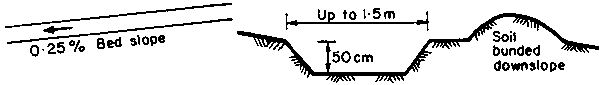 0·25% Bed slope
Up to 1·5m
50cm
Soil
bunded
downslope